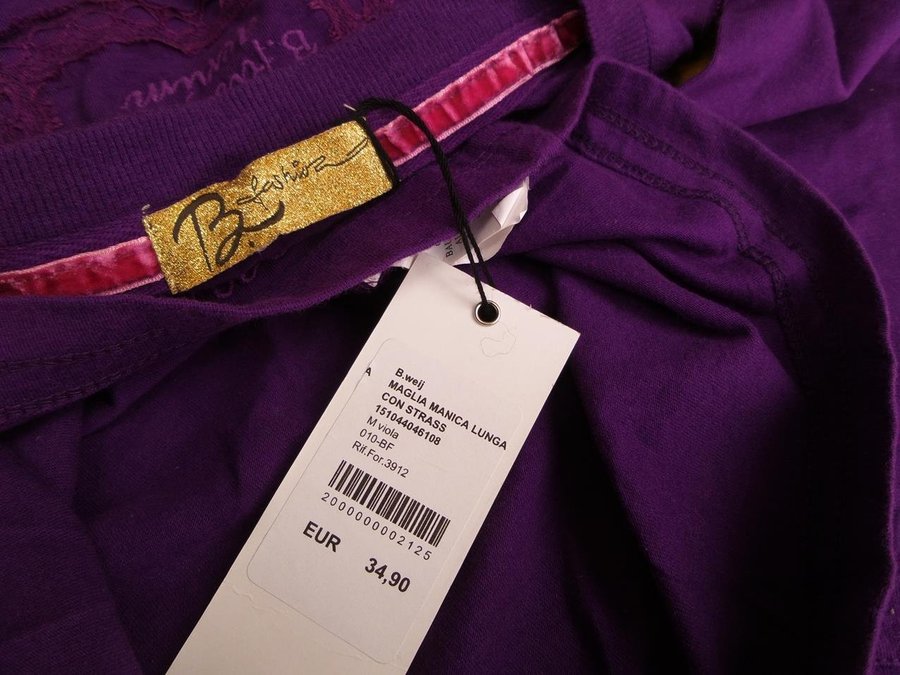 B. fashion
B.weij
MAGLIA MANICA LUNGA
CON STRASS
151044046108
M viola
010-BF
Rif.For.3912
2000000002125
EUR 34,90